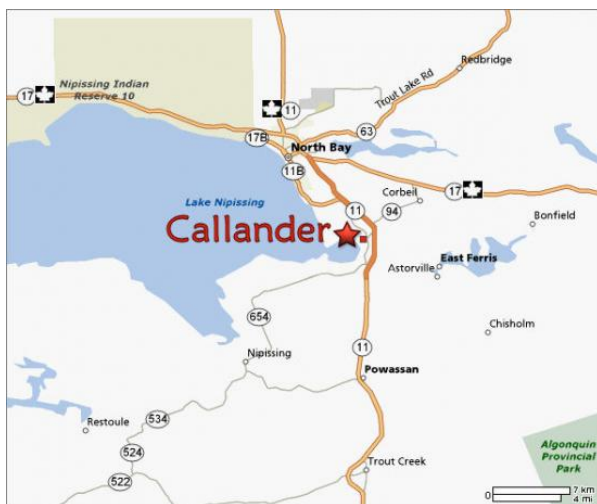 Redbridge
Nipissing Indian
Reserve 10
17
11
Trout Lake Rd
63
17B
North Bay
11B
Corbeil
17
Lake Nipissing
11
94
Bonfield
Callander
East Ferris
Astorville
654
Chisholm
11
Nipissing
Powassan
534
Restoule
Algonquin
Provincial
Park
524
Trout Creek
522
0
7 km
4 mi